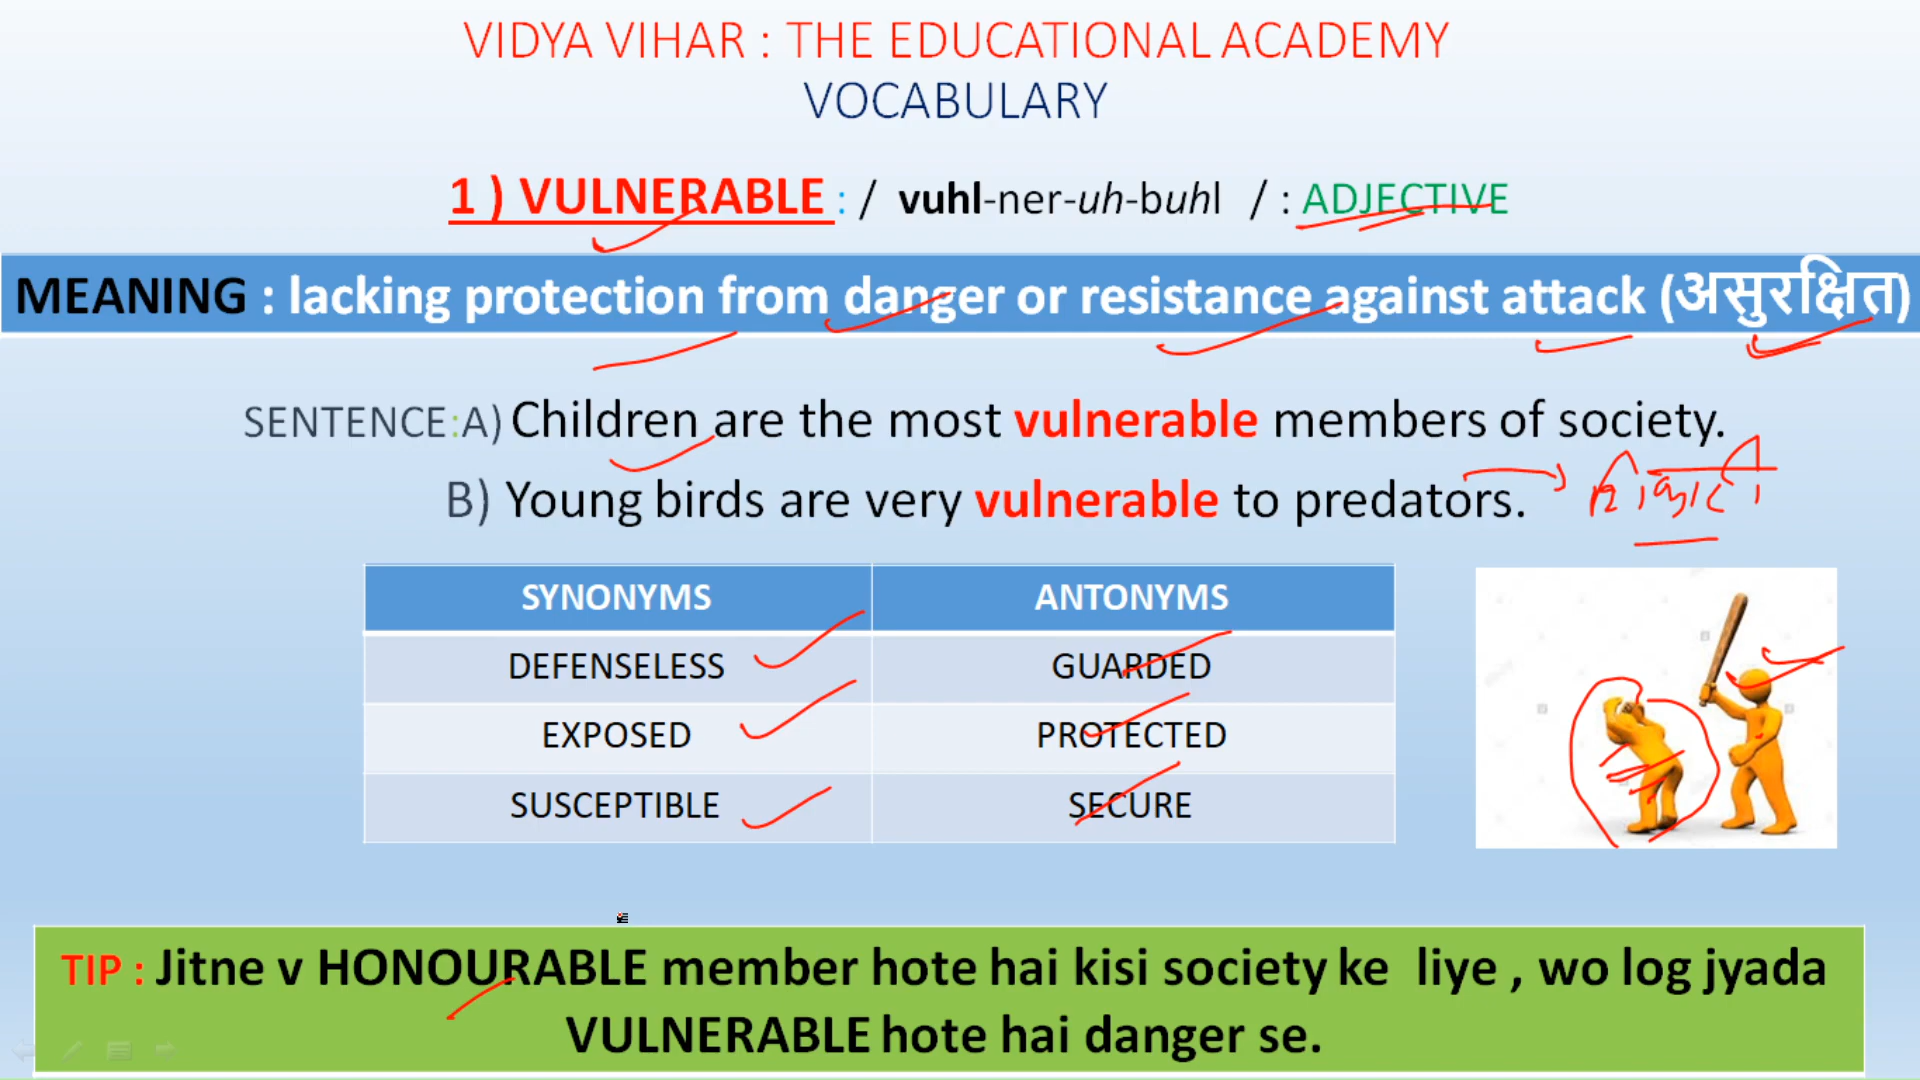 VIDYA VIHAR : THE EDUCATIONAL ACADEMY
VOCABULARY
1 ) VULNERABLE : / vuhl-ner-uh-buhl / : ADJECTIVE
MEANING : lacking protection from danger or resistance against attack (असुरक्षित)
SENTENCE:A) Children are the most vulnerable members of society.
B) Young birds are very vulnerable to predators.
SYNONYMS ANTONYMS
DEFENSELESS GUARDED
EXPOSED PROTECTED
SUSCEPTIBLE SECURE
TIP : Jitne v HONOURABLE member hote hai kisi society ke liye , wo log jyada
VULNERABLE hote hai danger se.